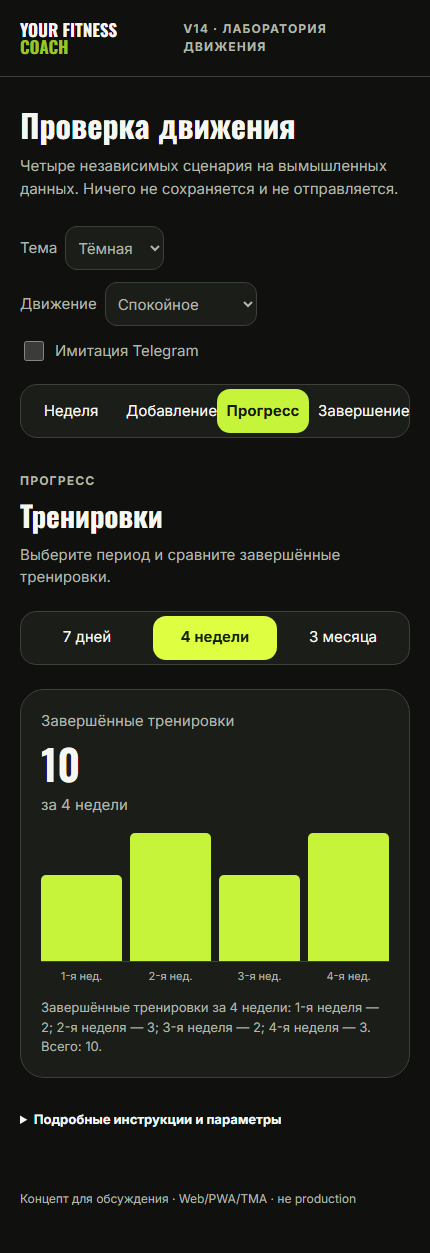 YOUR FITNESS
COACH
V14 · ЛАБОРАТОРИЯ
ДВИЖЕНИЯ
Проверка движения
Четыре независимых сценария на вымышленных
данных. Ничего не сохраняется и не отправляется.
Тема Тёмная
Движение Спокойное
Имитация Telegram
Неделя Добавление Прогресс Завершение
ПРОГРЕСС
Тренировки
Выберите период и сравните завершённые
тренировки.
7 дней 4 недели 3 месяца
Завершённые тренировки
10
за 4 недели
1-я нед. 2-я нед. 3-я нед. 4-я нед.
Завершённые тренировки за 4 недели: 1-я неделя —
2; 2-я неделя — 3; 3-я неделя — 2; 4-я неделя — 3.
Всего: 10.
Подробные инструкции и параметры
Концепт для обсуждения · Web/PWA/TMA · не production